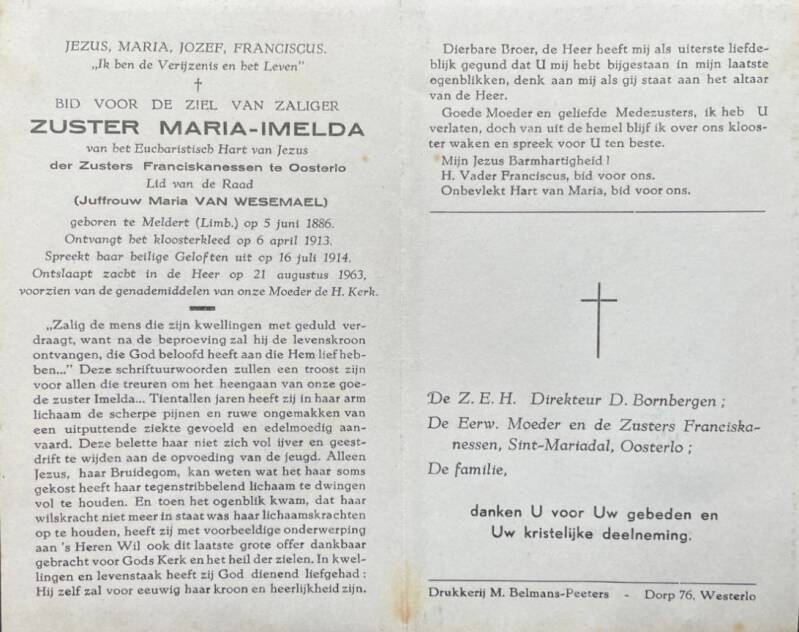 JEZUS, MARIA, JOZEF, FRANCISCUS.
„Ik ben de Verijzenis en het Leven"
BID VOOR DE ZIEL VAN ZALIGER
ZUSTER MARIA-IMELDA
van het Eucharistisch Hart van Jezus
der Zusters Franciskanessen te Oosterlo
Lid van de Raad
(Juffrouw Maria VAN WESEMAEL)
geboren te Meldert (Limb.) op 5 juni 1886.
Ontvangt het kloosterkleed op 6 april 1913.
Spreekt haar heilige Geloften uit op 16 juli 1914.
Ontslaapt zacht in de Heer op 21 augustus 1963,
voorzien van de genademiddelen van onze Moeder de H. Kerk.
„Zalig de mens die zijn kwellingen met geduld ver-
draagt, want na de beproeving zal hij de levenskroon
ontvangen, die God beloofd heeft aan die Hem lief heb-
ben..." Deze schriftuurwoorden zullen een troost zijn
voor allen die treuren om het heengaan van onze goe-
de zuster Imelda... Tientallen jaren heeft zij in haar arm
lichaam de scherpe pijnen en ruwe ongemakken van
een uitputtende ziekte gevoeld en edelmoedig aan-
vaard. Deze belette haar niet zich vol ijver en geest-
drift te wijden aan de opvoeding van de jeugd. Alleen
Jezus, haar Bruidegom, kan weten wat het haar soms
gekost heeft haar tegenstribbelend lichaam te dwingen
vol te houden. En toen het ogenblik kwam, dat haar
wilskracht niet meer in staat was haar lichaamskrachten
op te houden, heeft zij met voorbeeldige onderwerping
aan 's Heren Wil ook dit laatste grote offer dankbaar
gebracht voor Gods Kerk en het heil der zielen. In kwel-
lingen en levenstaak heeft zij God dienend liefgehad :
Hij zelf zal voor eeuwig haar kroon en heerlijkheid zijn.
Dierbare Broer, de Heer heeft mij als uiterste liefde-
blijk gegund dat U mij hebt bijgestaan in mijn laatste
ogenblikken, denk aan mij als gij staat aan het altaar
van de Heer.
Goede Moeder en geliefde Medezusters, ik heb U
verlaten, doch van uit de hemel blijf ik over ons kloos-
ter waken en spreek voor U ten beste.
Mijn Jezus Barmhartigheid !
H. Vader Franciscus, bid voor ons.
Onbevlekt Hart van Maria, bid voor ons.
De Z. E. H. Direkteur D. Bornbergen ;
De Eerw. Moeder en de Zusters Franciska-
nessen, Sint-Mariadal, Oosterlo ;
De familie,
danken U voor Uw gebeden en
Uw kristelijke deelneming.
Drukkerij M. Belmans-Peeters - Dorp 76, Westerlo